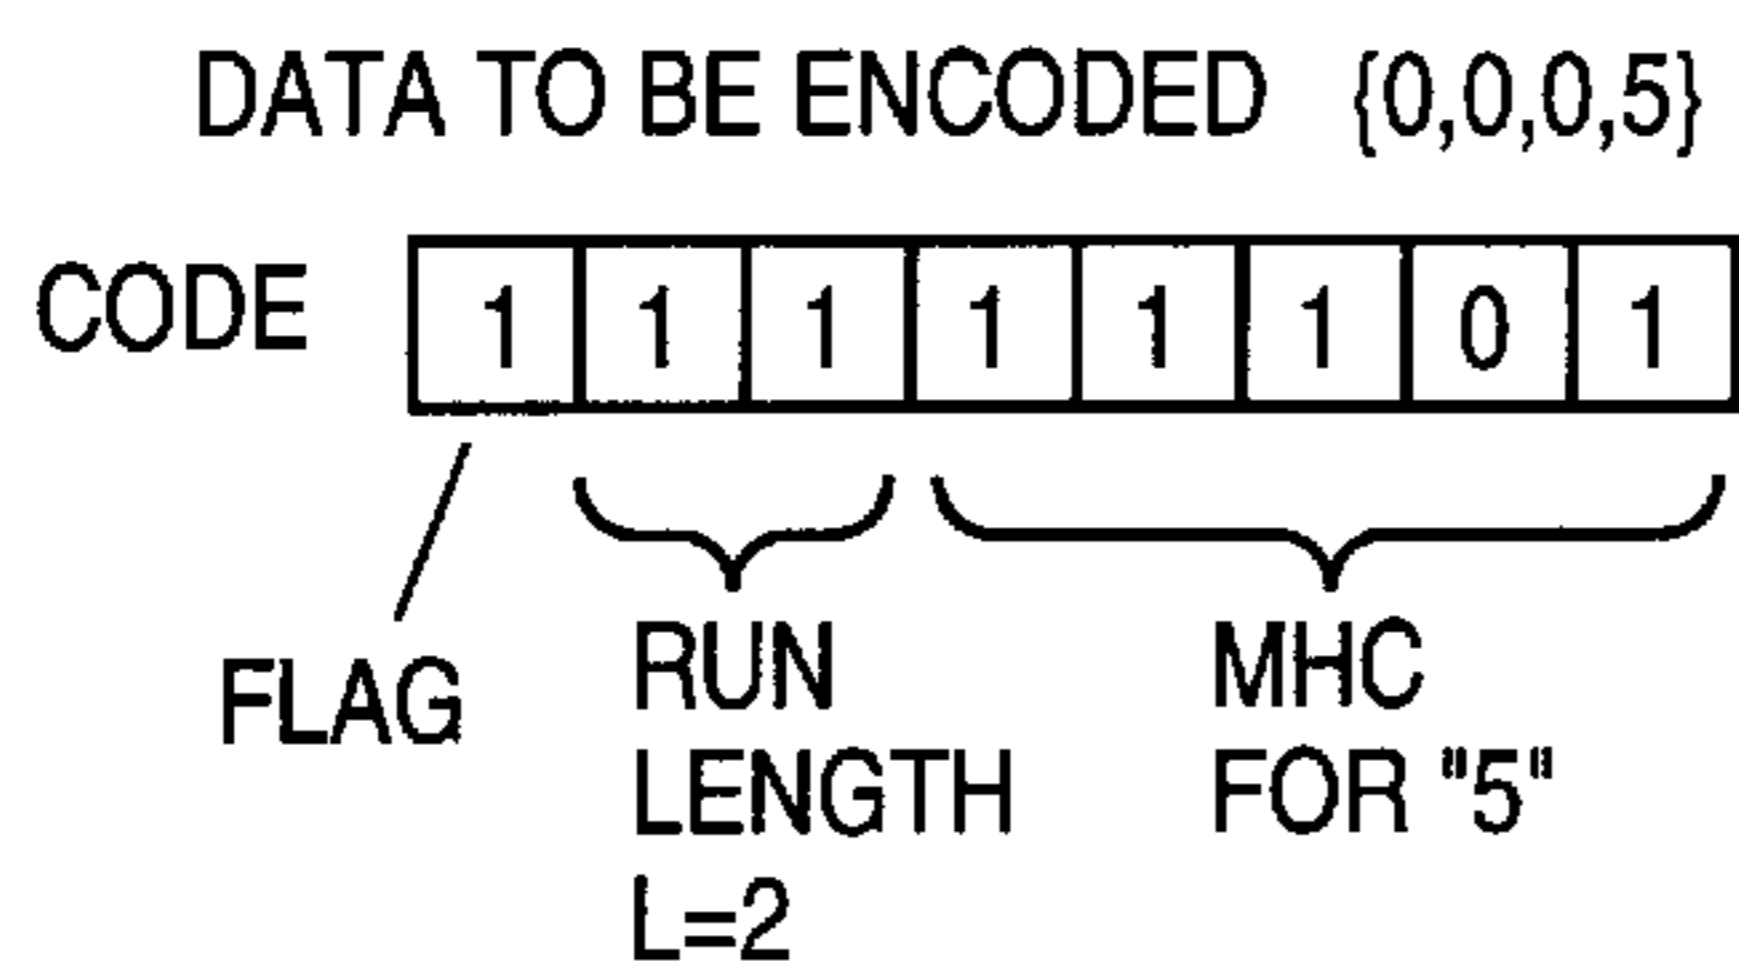 DATA TO BE ENCODED {0,0,0,5}
CODE 1 1 1 1 1 1 0 1
FLAG
RUN
LENGTH
L=2
MHC
FOR "5"